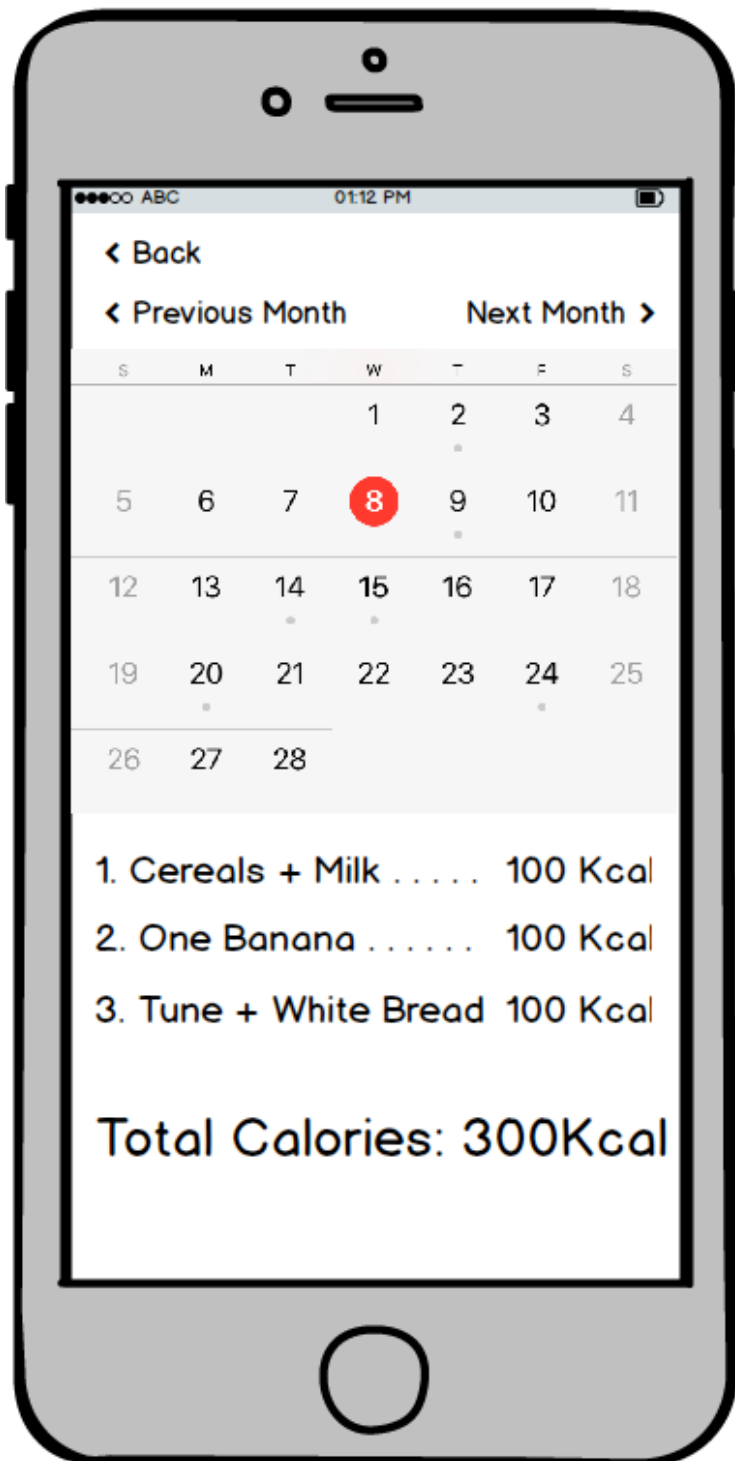 ABC 01:12 PM
< Back
< Previous Month Next Month >
S M T W T F S
1 2 3 4
5 6 7 8 9 10 11
12 13 14 15 16 17 18
19 20 21 22 23 24 25
26 27 28
1. Cereals + Milk . . . . . 100 Kcal
2. One Banana . . . . . . 100 Kcal
3. Tune + White Bread 100 Kcal
Total Calories: 300Kcal